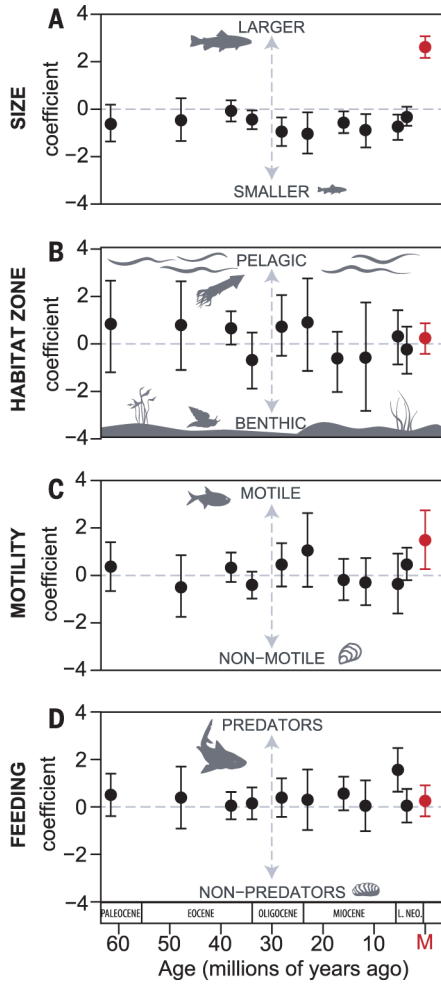 A
SIZE
coefficient
4
2
0
−2
−4
LARGER
SMALLER
B
HABITAT ZONE
coefficient
4
2
0
−2
−4
PELAGIC
BENTHIC
C
MOTILITY
coefficient
4
2
0
−2
−4
MOTILE
NON−MOTILE
D
FEEDING
coefficient
4
2
0
−2
−4
PREDATORS
NON−PREDATORS
PALEOCENE EOCENE OLIGOCENE MIOCENE L. NEO.
60 50 40 30 20 10 M
Age (millions of years ago)